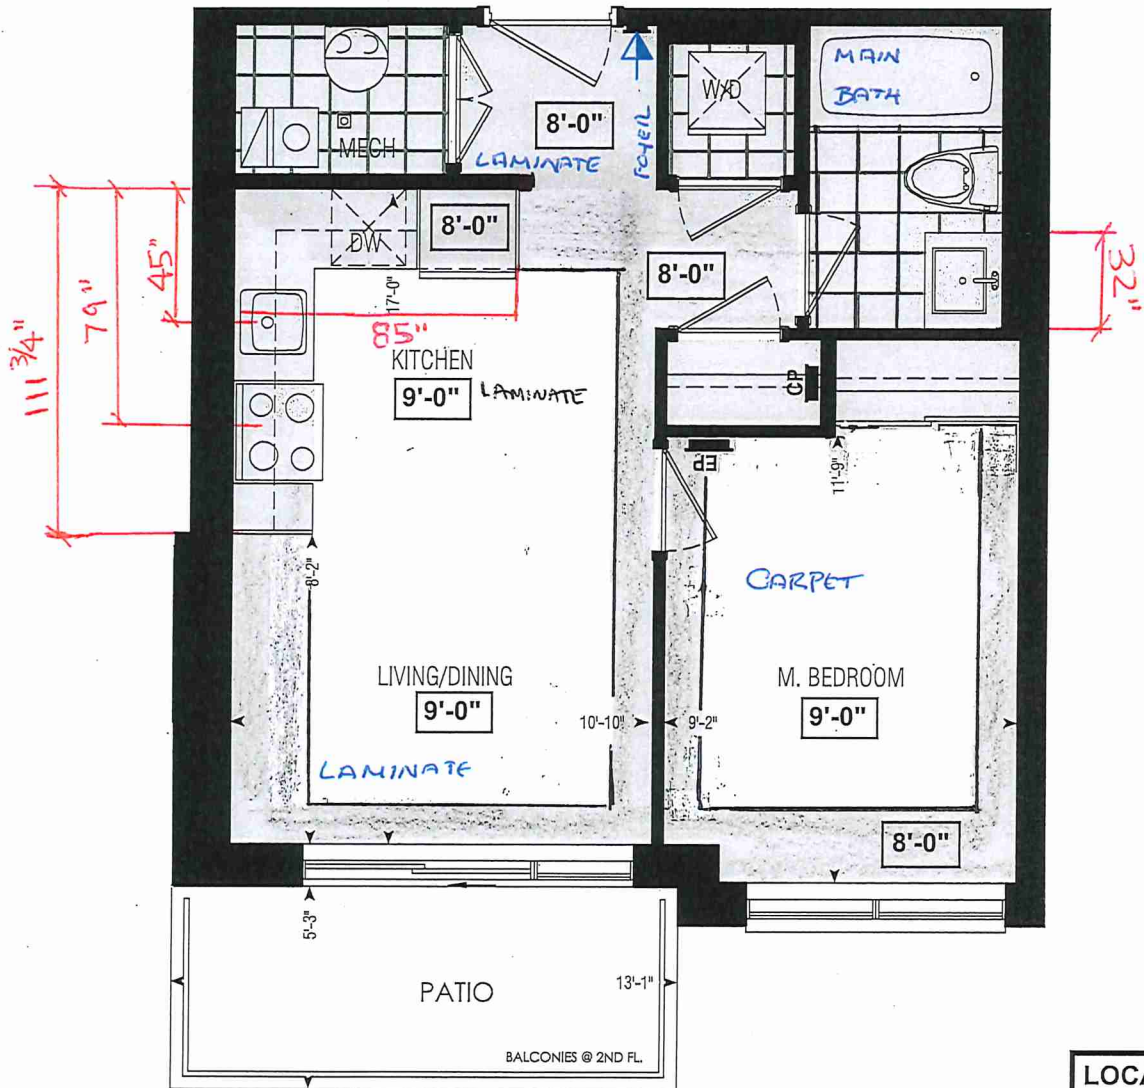 MAIN
BATH
W/D
8'-0"
MECH
LAMINATE
FOYER
DW
8'-0"
8'-0"
45"
79"
111 3/4"
32"
17'-0"
85"
KITCHEN
9'-0" LAMINATE
CP
EP
11'-9"
8'-2"
CARPET
LIVING/DINING
9'-0"
10'-10"
9'-2"
M. BEDROOM
9'-0"
LAMINATE
8'-0"
5'-3"
PATIO
13'-1"
BALCONIES @ 2ND FL.
LOCA